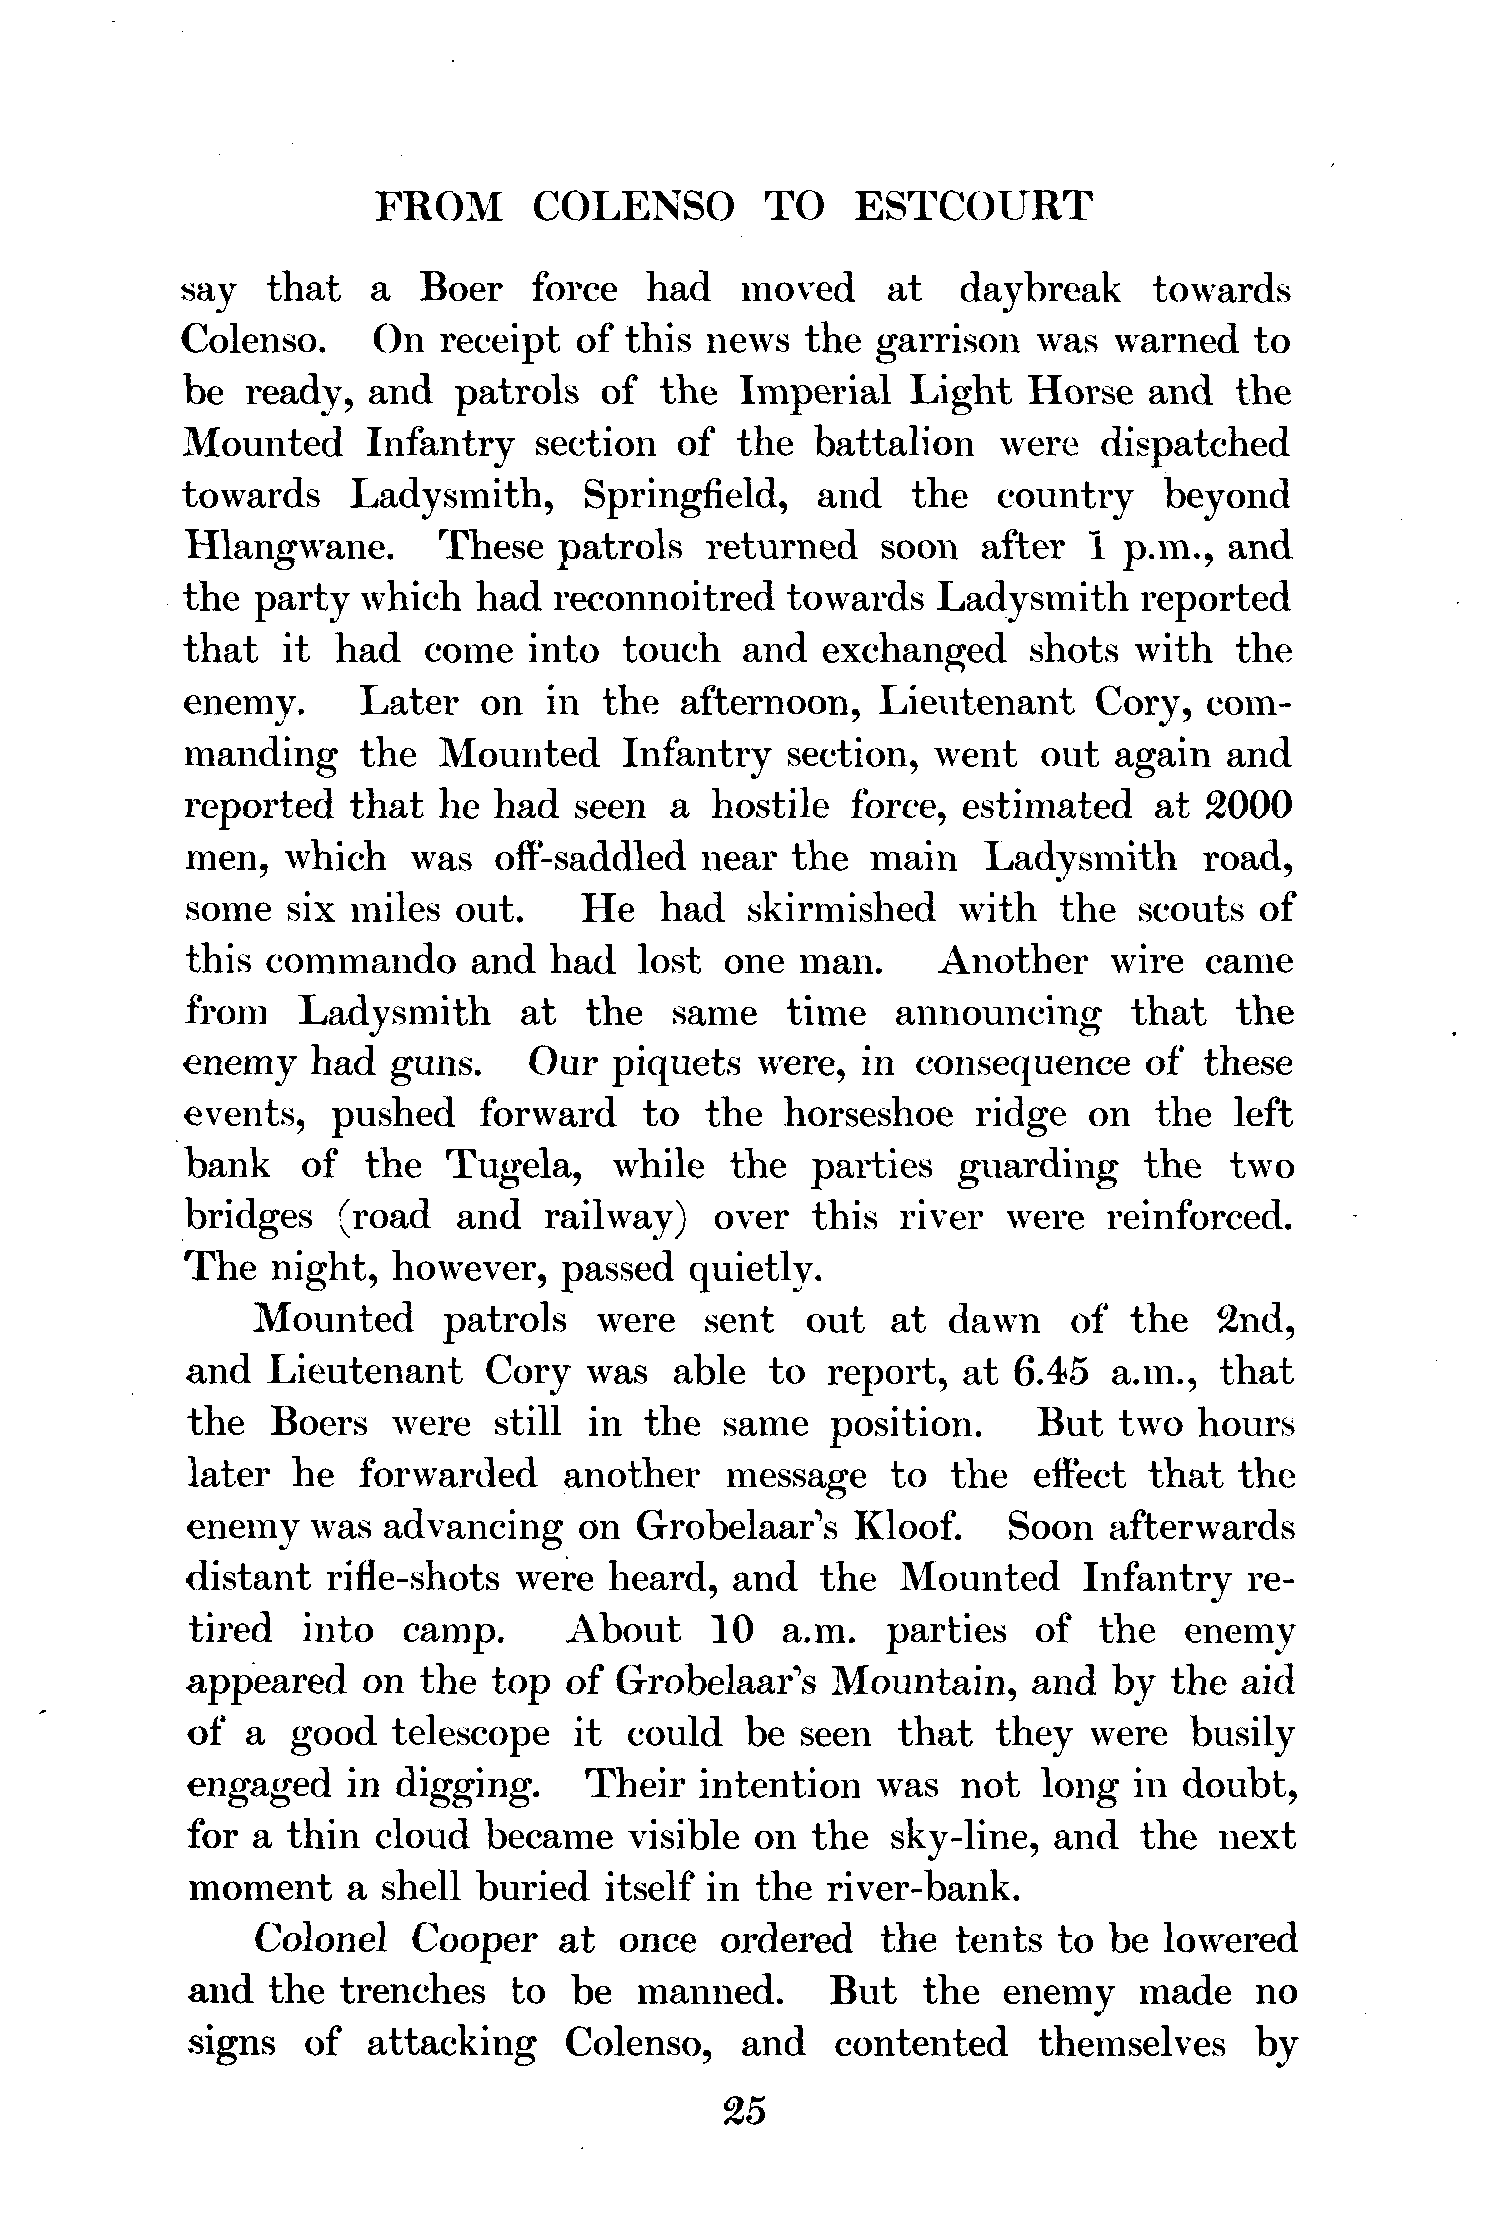 FROM COLENSO TO ESTCOURT
say that a Boer force had moved at daybreak towards
Colenso. On receipt of this news the garrison was warned to
be ready, and patrols of the Imperial Light Horse and the
Mounted Infantry section of the battalion were dispatched
towards Ladysmith, Springfield, and the country beyond
Hlangwane. These patrols returned soon after 1 p.m., and
the party which had reconnoitred towards Ladysmith reported
that it had come into touch and exchanged shots with the
enemy. Later on in the afternoon, Lieutenant Cory, com-
manding the Mounted Infantry section, went out again and
reported that he had seen a hostile force, estimated at 2000
men, which was off-saddled near the main Ladysmith road,
some six miles out. He had skirmished with the scouts of
this commando and had lost one man. Another wire came
from Ladysmith at the same time announcing that the
enemy had guns. Our piquets were, in consequence of these
events, pushed forward to the horseshoe ridge on the left
bank of the Tugela, while the parties guarding the two
bridges (road and railway) over this river were reinforced.
The night, however, passed quietly.
Mounted patrols were sent out at dawn of the 2nd,
and Lieutenant Cory was able to report, at 6.45 a.m., that
the Boers were still in the same position. But two hours
later he forwarded another message to the effect that the
enemy was advancing on Grobelaar's Kloof. Soon afterwards
distant rifle-shots were heard, and the Mounted Infantry re-
tired into camp. About 10 a.m. parties of the enemy
appeared on the top of Grobelaar's Mountain, and by the aid
of a good telescope it could be seen that they were busily
engaged in digging. Their intention was not long in doubt,
for a thin cloud became visible on the sky-line, and the next
moment a shell buried itself in the river-bank.
Colonel Cooper at once ordered the tents to be lowered
and the trenches to be manned. But the enemy made no
signs of attacking Colenso, and contented themselves by
25